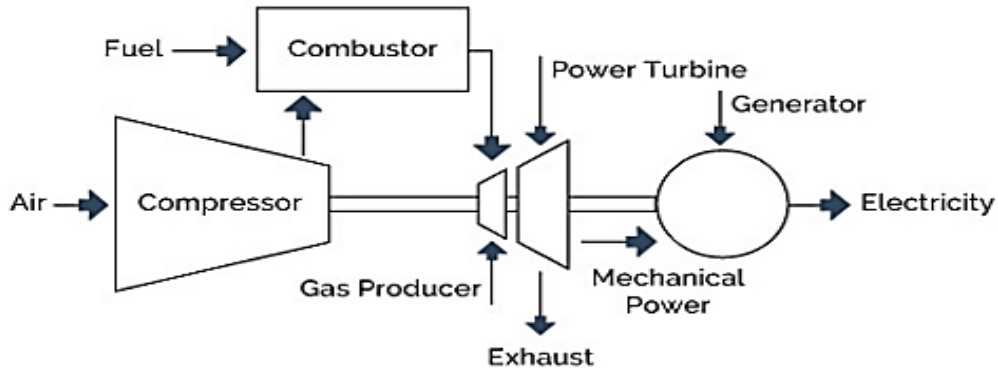 Fuel
Combustor
Power Turbine
Generator
Air
Compressor
Electricity
Gas Producer
Mechanical
Power
Exhaust